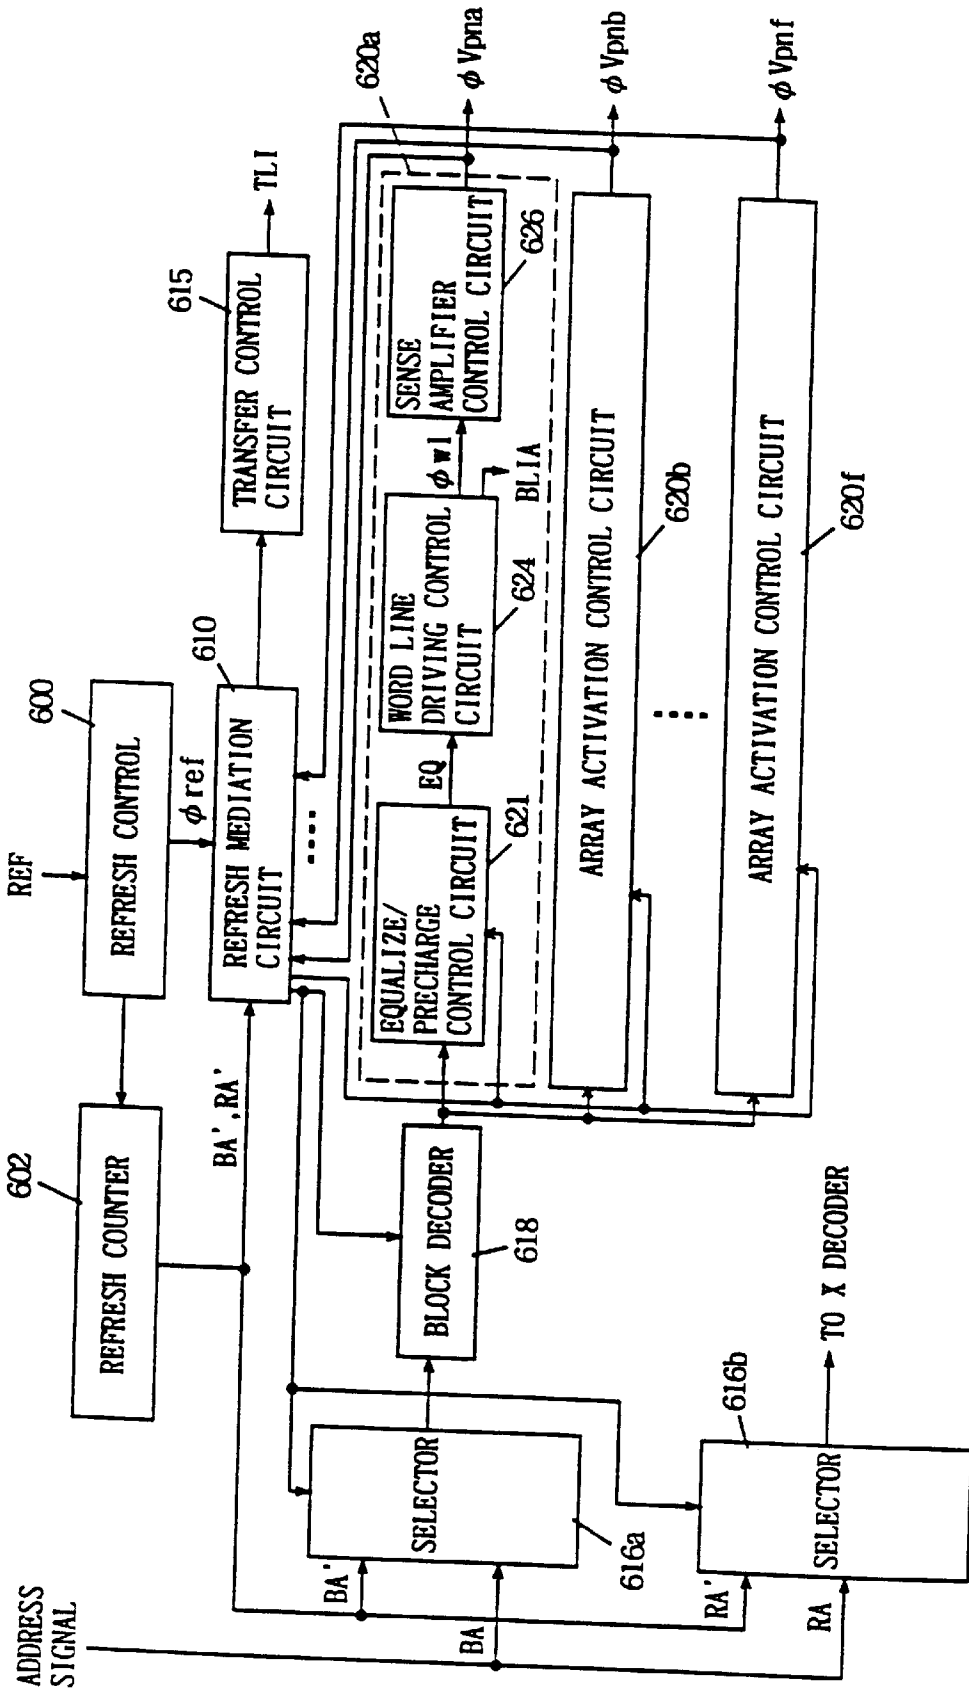 ADDRESS
SIGNAL
REF
600
REFRESH CONTROL
602
REFRESH COUNTER
φref
610
REFRESH MEDIATION
CIRCUIT
BA',RA'
615
TRANSFER CONTROL
CIRCUIT
TLI
BA'
BA
SELECTOR
616a
RA'
RA
SELECTOR
616b
TO X DECODER
BLOCK DECODER
618
620a
EQUALIZE/
PRECHARGE
CONTROL CIRCUIT
621
EQ
WORD LINE
DRIVING CONTROL
CIRCUIT
624
φwl
BLIA
SENSE
AMPLIFIER
CONTROL CIRCUIT
626
φVpna
ARRAY ACTIVATION CONTROL CIRCUIT
620b
φVpnb
ARRAY ACTIVATION CONTROL CIRCUIT
620f
φVpnf